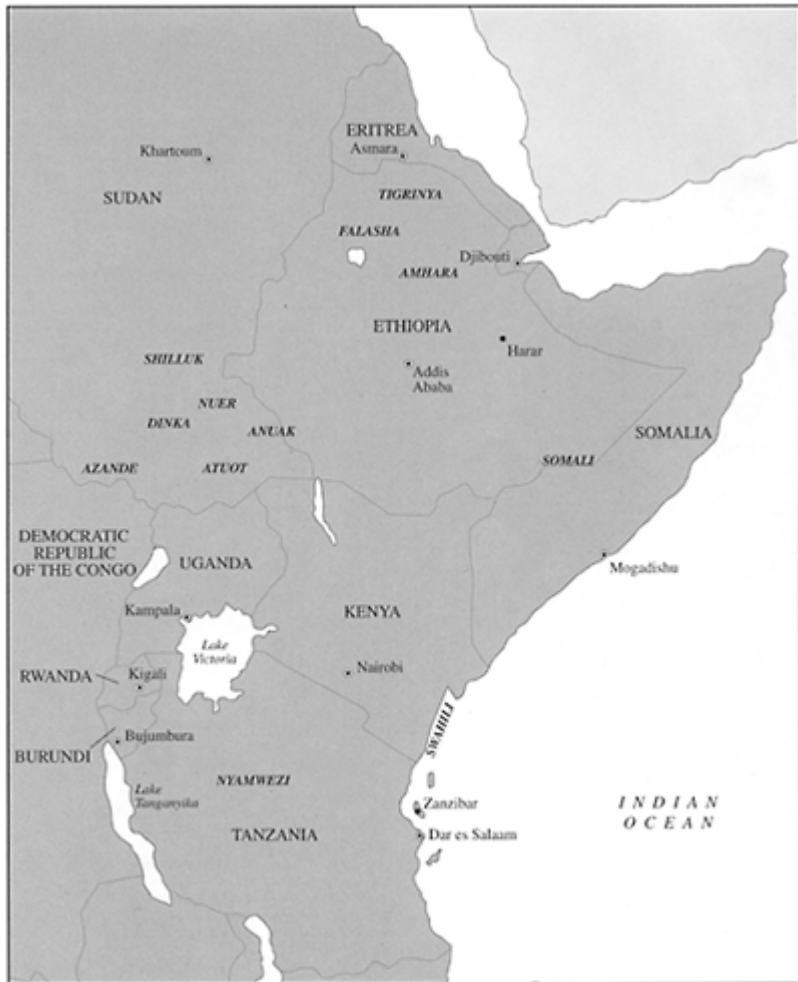 ERITREA
Asmara
Khartoum
SUDAN
TIGRINYA
FALASHA
Djibouti
AMHARA
ETHIOPIA
Harar
SHILLUK
Addis
Ababa
NUER
DINKA
ANUAK
SOMALIA
AZANDE
ATUOT
SOMALI
DEMOCRATIC
REPUBLIC
OF THE CONGO
UGANDA
Mogadishu
Kampala
KENYA
Lake
Victoria
RWANDA
Kigali
Nairobi
SWAHILI
Bujumbura
BURUNDI
NYAMWEZI
Lake
Tanganyika
Zanzibar
INDIAN
OCEAN
TANZANIA
Dar es Salaam